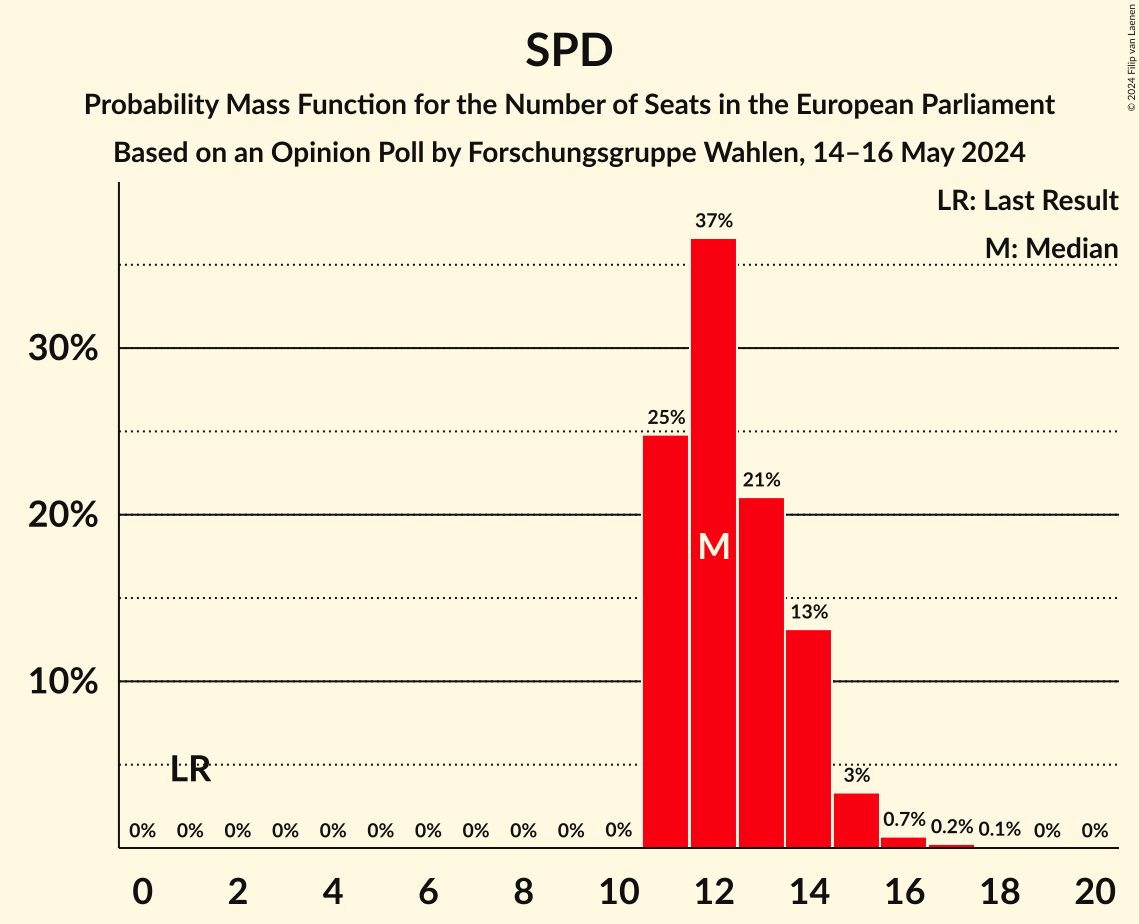 SPD
Probability Mass Function for the Number of Seats in the European Parliament
Based on an Opinion Poll by Forschungsgruppe Wahlen, 14–16 May 2024
© 2024 Filip van Laenen
LR: Last Result
M: Median
30%
20%
10%
37%
25%
21%
M
13%
LR
3%
0% 0% 0% 0% 0% 0% 0% 0% 0% 0% 0% 0.7% 0.2% 0.1% 0% 0%
0 2 4 6 8 10 12 14 16 18 20